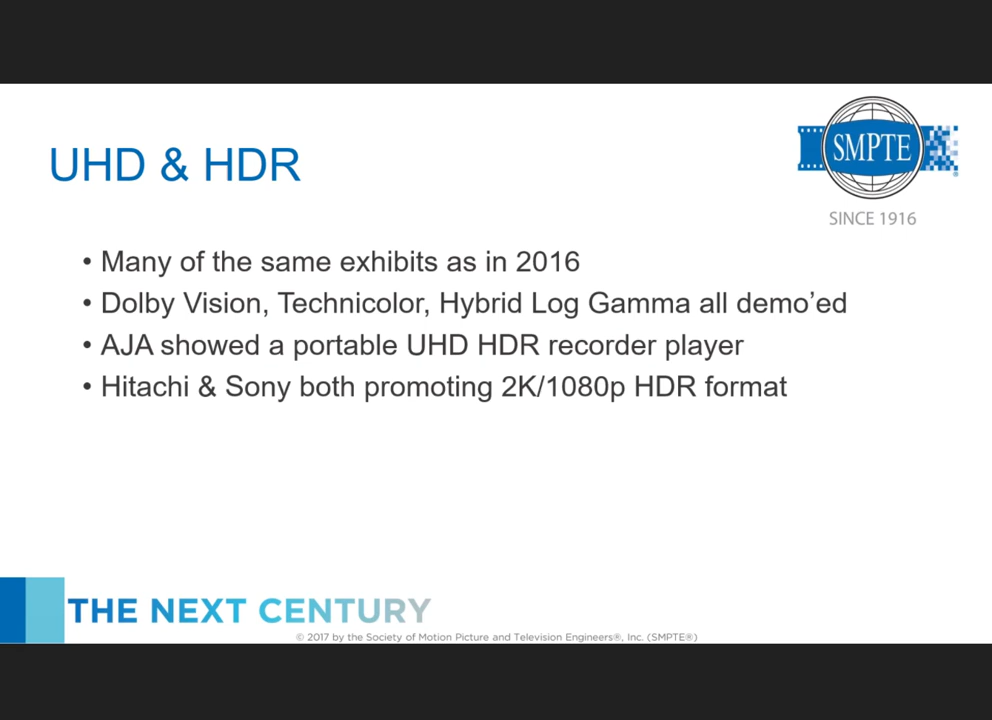 SMPTE
SINCE 1916
UHD & HDR
• Many of the same exhibits as in 2016
• Dolby Vision, Technicolor, Hybrid Log Gamma all demo’ed
• AJA showed a portable UHD HDR recorder player
• Hitachi & Sony both promoting 2K/1080p HDR format
THE NEXT CENTURY
© 2017 by the Society of Motion Picture and Television Engineers®, Inc. (SMPTE®)